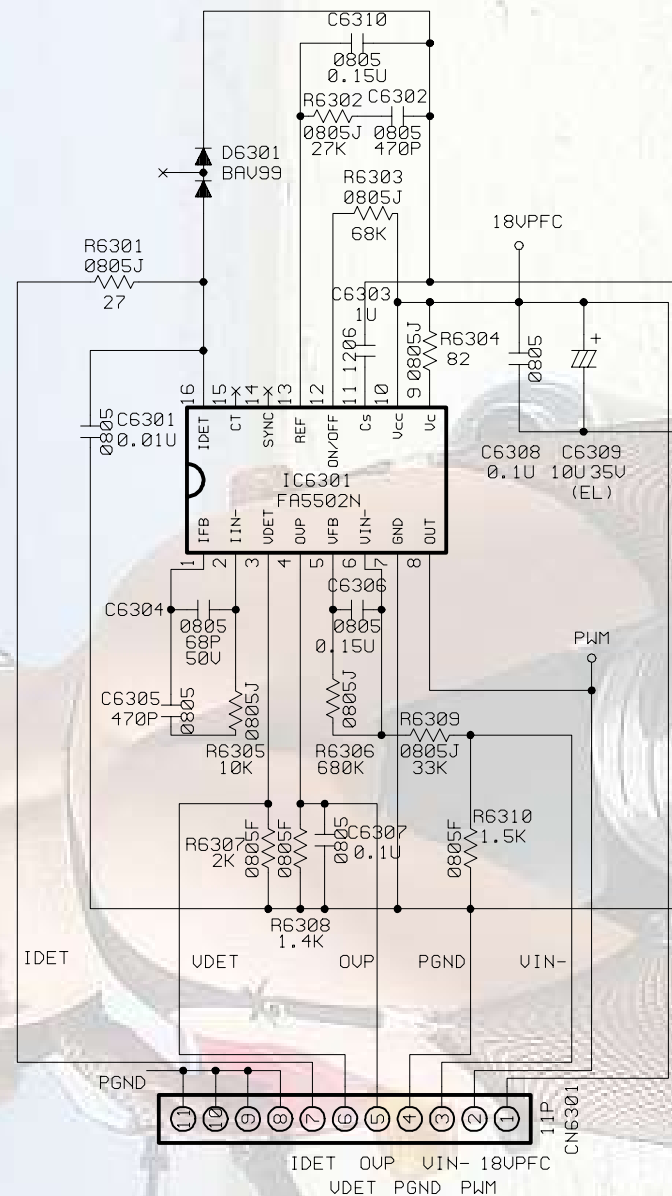 C6310
0805
0.15U
R6302
0805J
27K
C6302
0805
470P
D6301
BAV99
R6303
0805J
68K
18VPFC
R6301
0805J
27
C6303
1U
1206
0805J
R6304
82
0805
+
16 15 14 13 12 11 10 9
0805
C6301
0.01U
IDET CT SYNC REF ON/OFF Cs Vcc Vc
IC6301
FA5502N
C6308
0.1U
C6309
10U35V
(EL)
IFB IIN- VDET OVP VFB VIN- GND OUT
1 2 3 4 5 6 7 8
C6304
0805
68P
50V
C6306
0805
0.15U
PWM
C6305
470P
0805
0805J
R6305
10K
0805J
R6306
680K
R6309
0805J
33K
R6307
2K
0805F
0805F
0805
C6307
0.1U
0805F
R6310
1.5K
R6308
1.4K
IDET VDET OVP PGND VIN-
PGND
11 10 9 8 7 6 5 4 3 2 1
11P
CN6301
IDET OVP VIN- 18VPFC
VDET PGND PWM